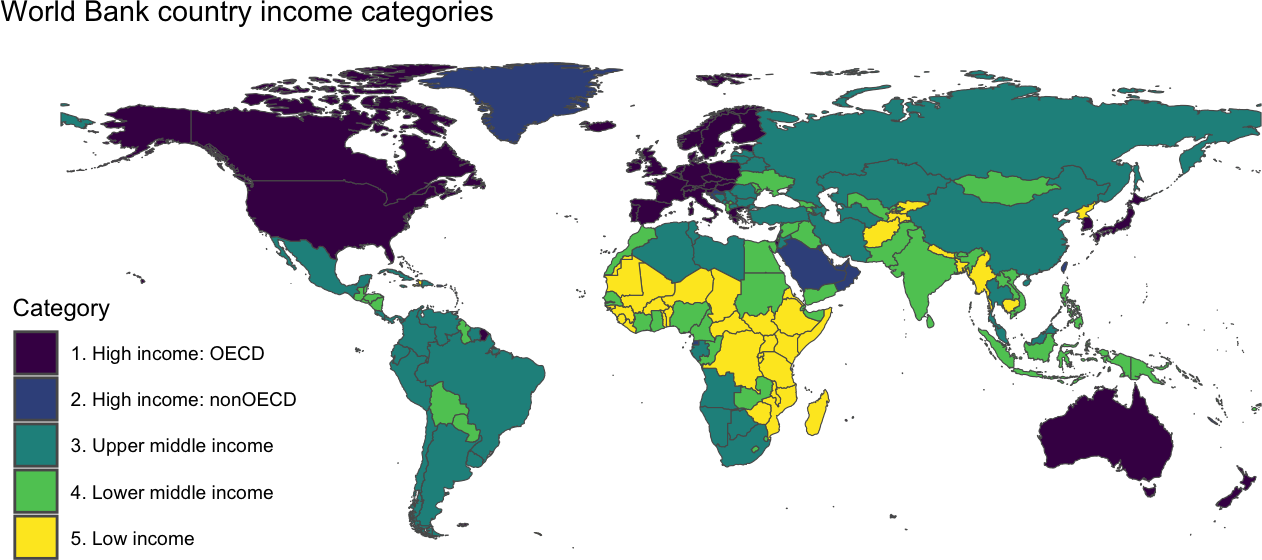 World Bank country income categories
Category
1. High income: OECD
2. High income: nonOECD
3. Upper middle income
4. Lower middle income
5. Low income